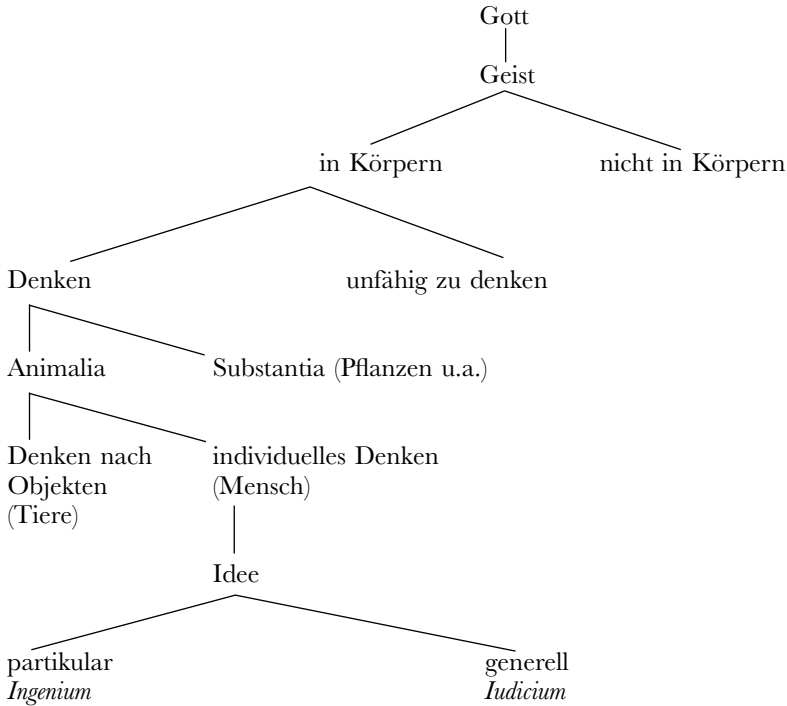 Gott
Geist
in Körpern
nicht in Körpern
Denken
unfähig zu denken
Animalia
Substantia (Pflanzen u.a.)
Denken nach
Objekten
(Tiere)
individuelles Denken
(Mensch)
Idee
partikular
Ingenium
generell
Iudicium